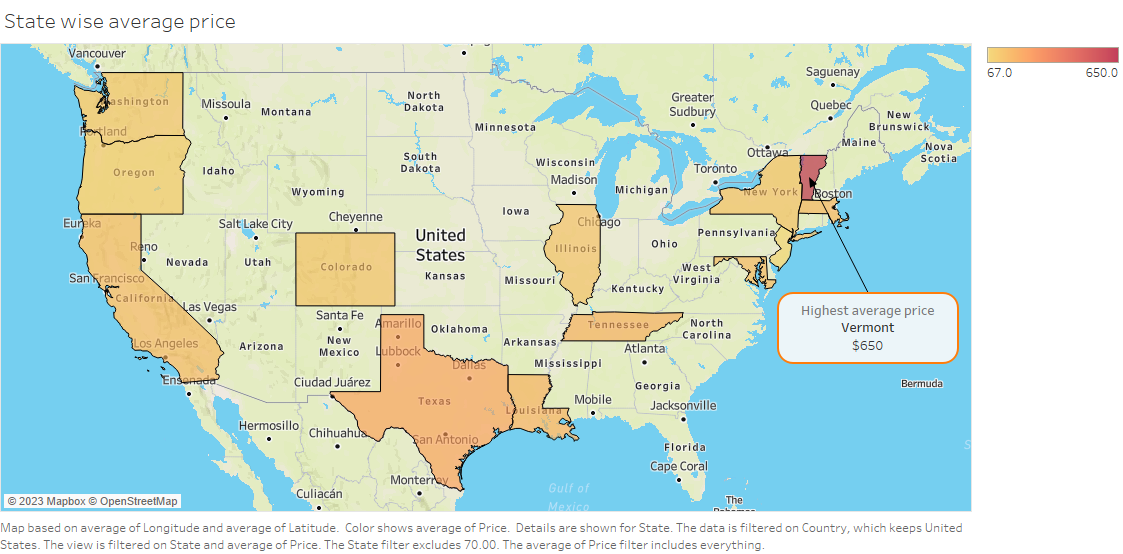 State wise average price
67.0 650.0
Vancouver
Washington
Portland
Oregon
Missoula
Montana
North
Dakota
Minnesota
Greater
Sudbury
Saguenay
Quebec
New
Brunswick
Maine
Nova
Scotia
Ottawa
Toronto
Idaho
Wyoming
South
Dakota
Wisconsin
Madison
Michigan
New York
Boston
Eureka
Reno
Nevada
Salt Lake City
Utah
Cheyenne
Colorado
United
States
Kansas
Iowa
Chicago
Illinois
Missouri
Ohio
Pennsylvania
West
Virginia
Kentucky
San Francisco
California
Las Vegas
Los Angeles
Ensenada
Arizona
Santa Fe
New
Mexico
Ciudad Juárez
Amarillo
Lubbock
Oklahoma
Dallas
Texas
San Antonio
Arkansas
Tennessee
North
Carolina
Atlanta
Mississippi
Georgia
Louisiana
Mobile
Jacksonville
Florida
Cape Coral
Highest average price
Vermont
$650
Bermuda
Hermosillo
Chihuahua
Monterrey
Culiacán
Gulf of
Mexico
The
Bahamas
© 2023 Mapbox © OpenStreetMap
Map based on average of Longitude and average of Latitude. Color shows average of Price. Details are shown for State. The data is filtered on Country, which keeps United
States. The view is filtered on State and average of Price. The State filter excludes 70.00. The average of Price filter includes everything.